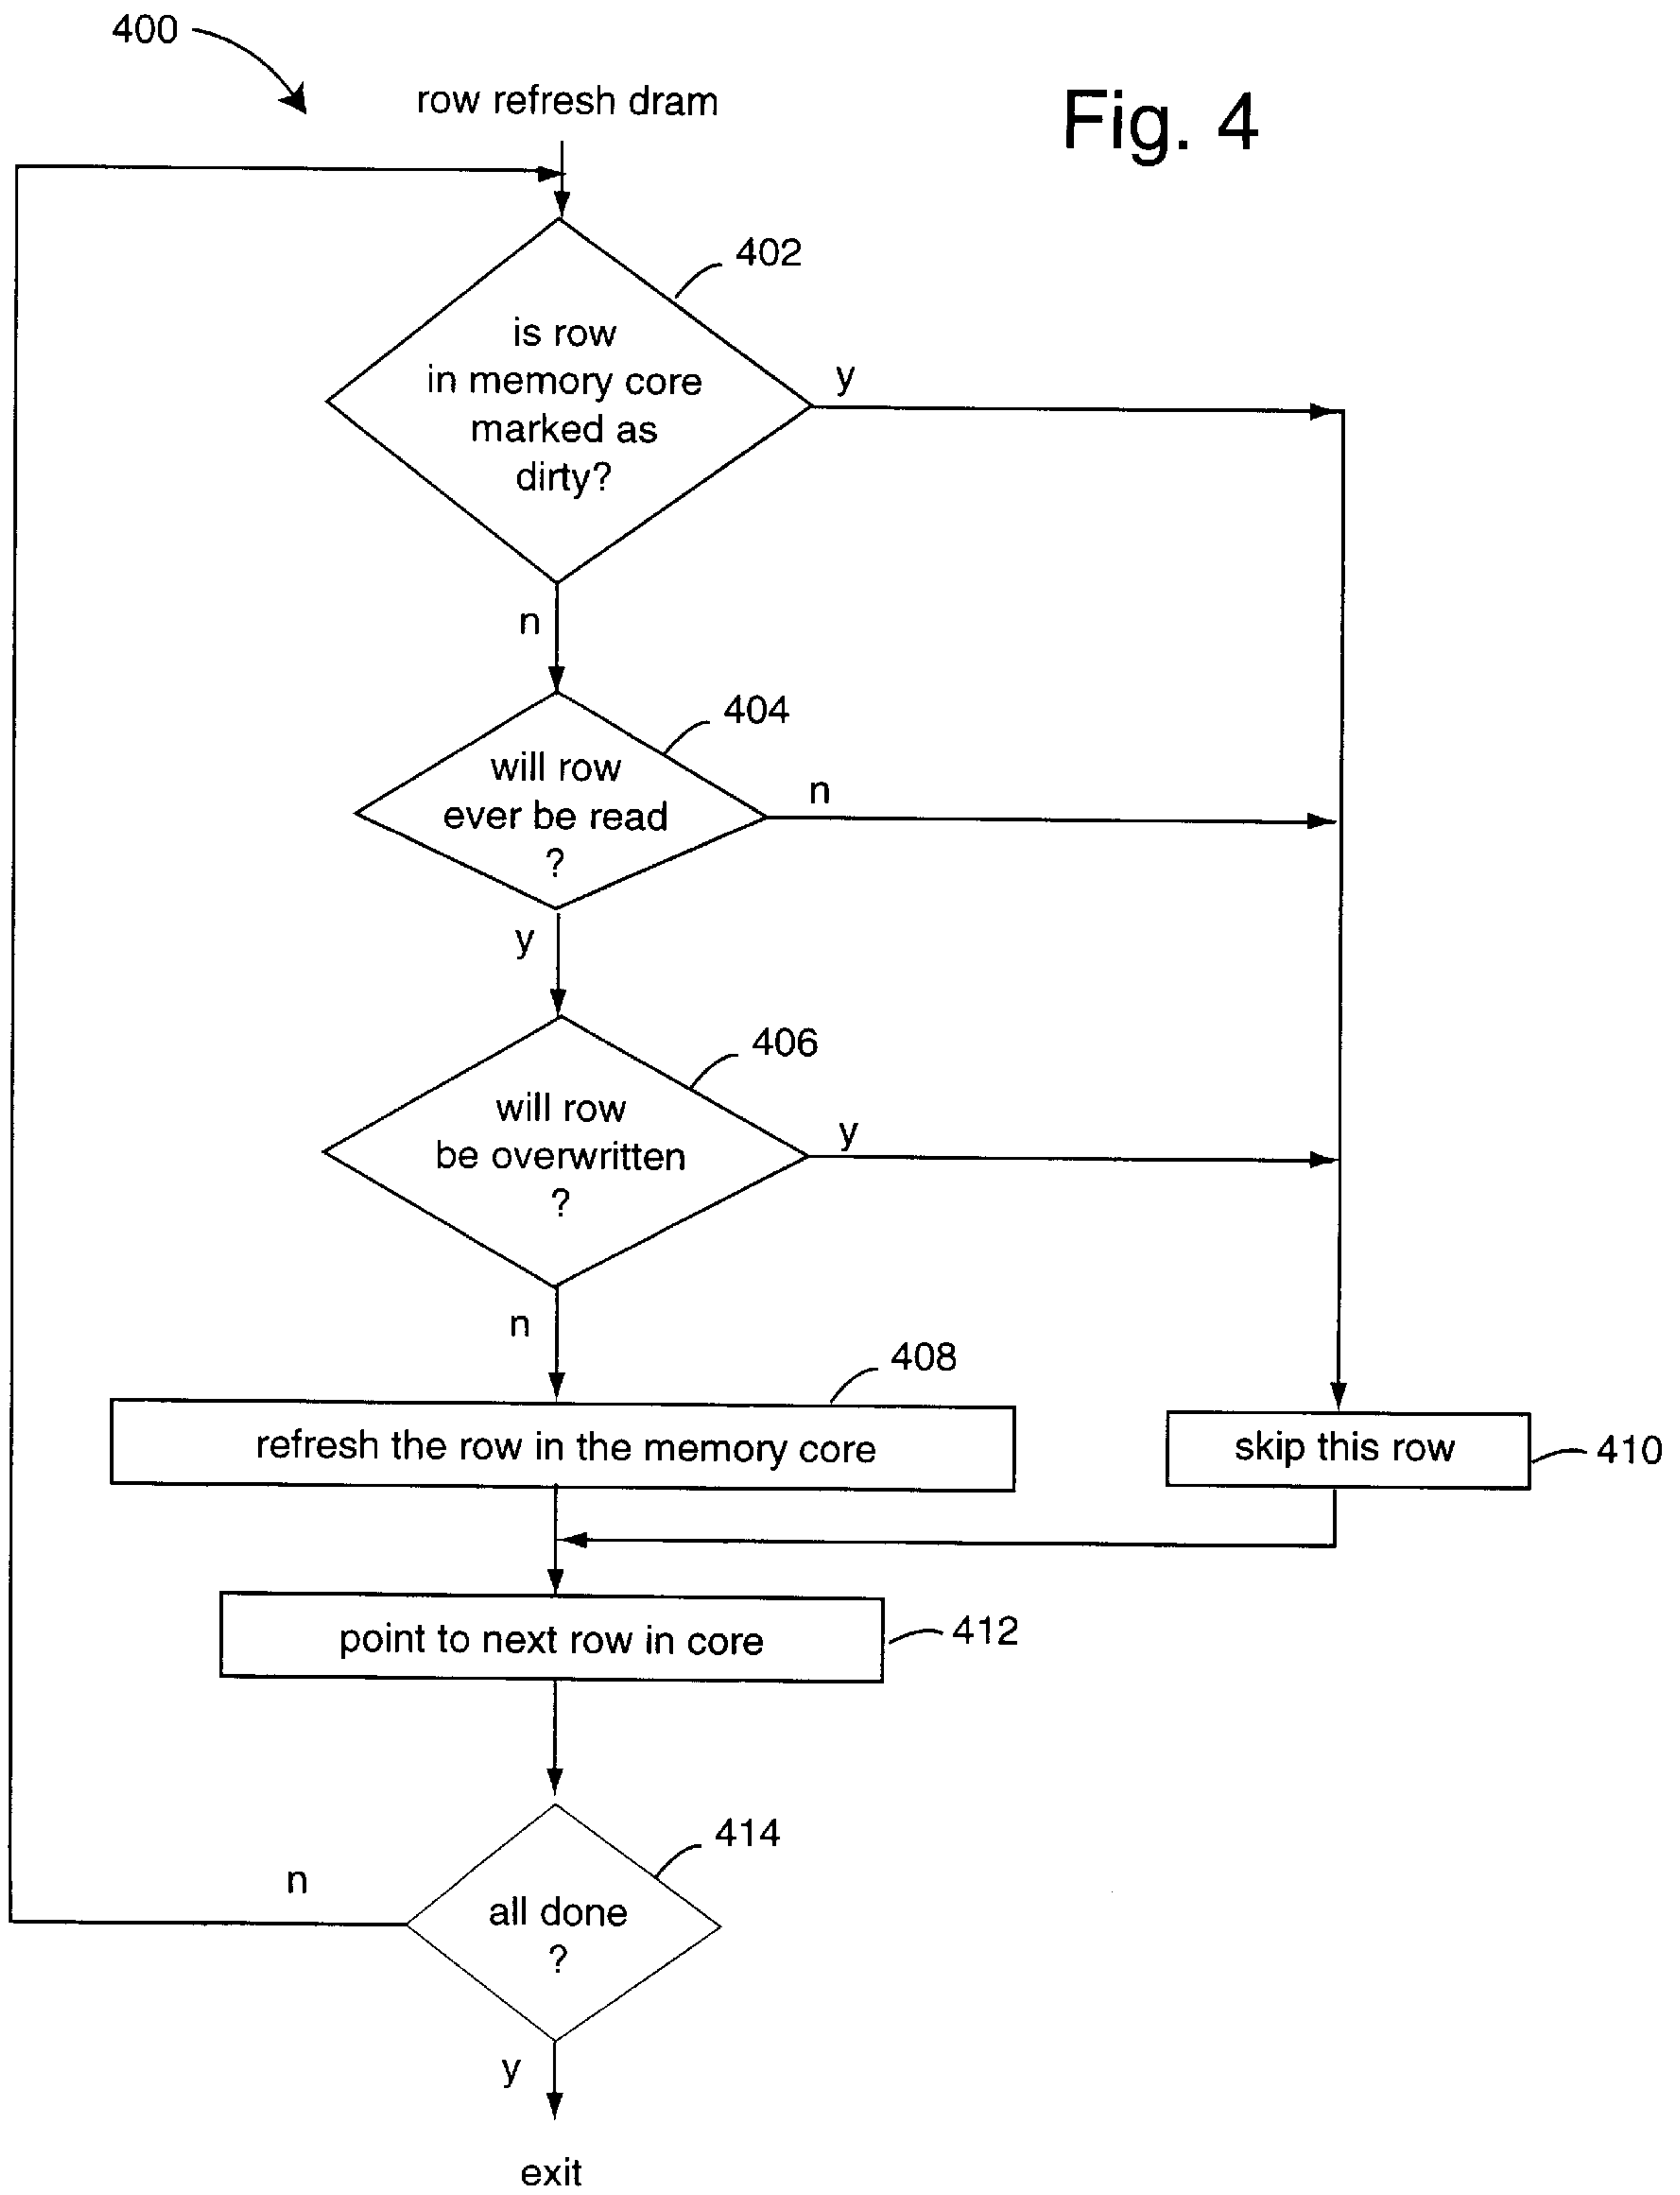 400
row refresh dram
Fig. 4
402
is row
in memory core
marked as
dirty?
y
n
404
will row
ever be read
?
n
y
406
will row
be overwritten
?
y
n
408
refresh the row in the memory core
skip this row
410
point to next row in core
412
414
n
all done
?
y
exit